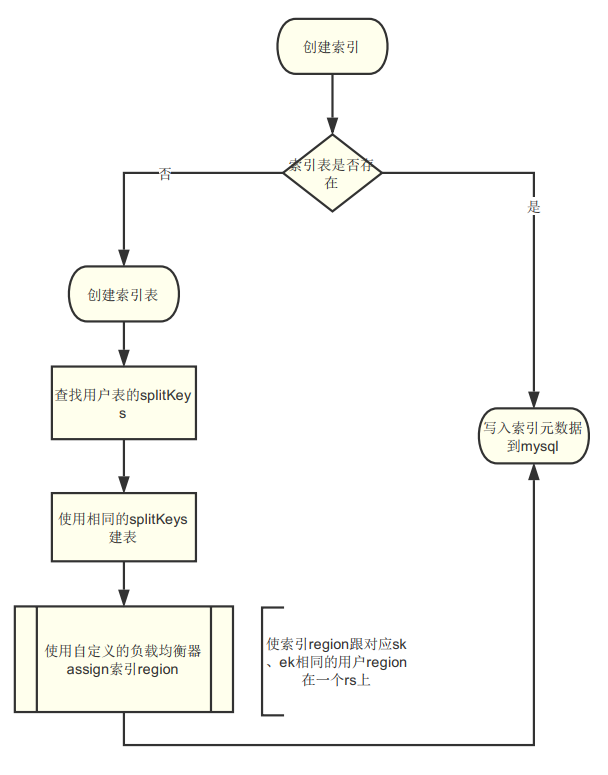 创建索引
索引表是否存
在
否
是
创建索引表
查找用户表的splitKey
s
写入索引元数据
到mysql
使用相同的splitKeys
建表
使用自定义的负载均衡器
assign索引region
使索引region跟对应sk
、ek相同的用户region
在一个rs上